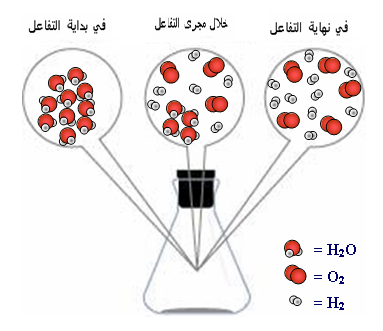 في بداية التفاعل
خلال مجرى التفاعل
في نهاية التفاعل
= H₂O
= O₂
= H₂